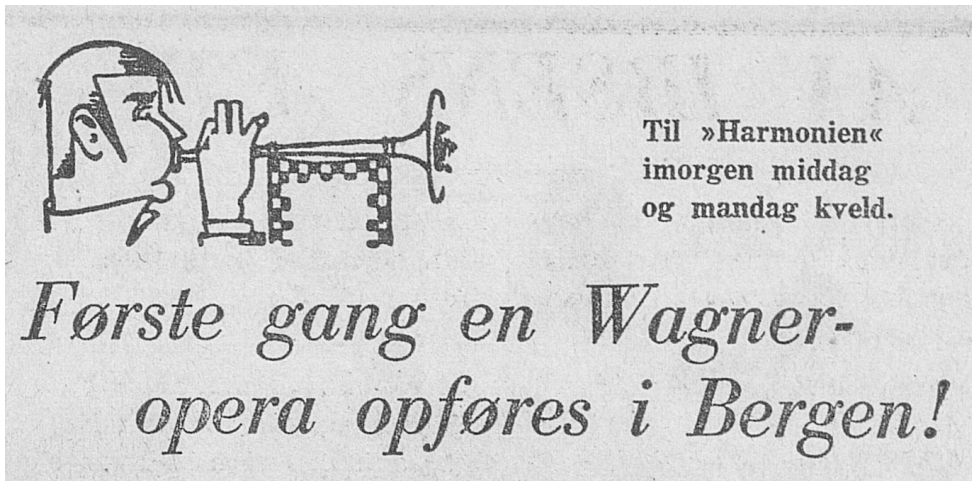 Til »Harmonien«
imorgen middag
og mandag kveld.
Første gang en Wagner-
opera opføres i Bergen!